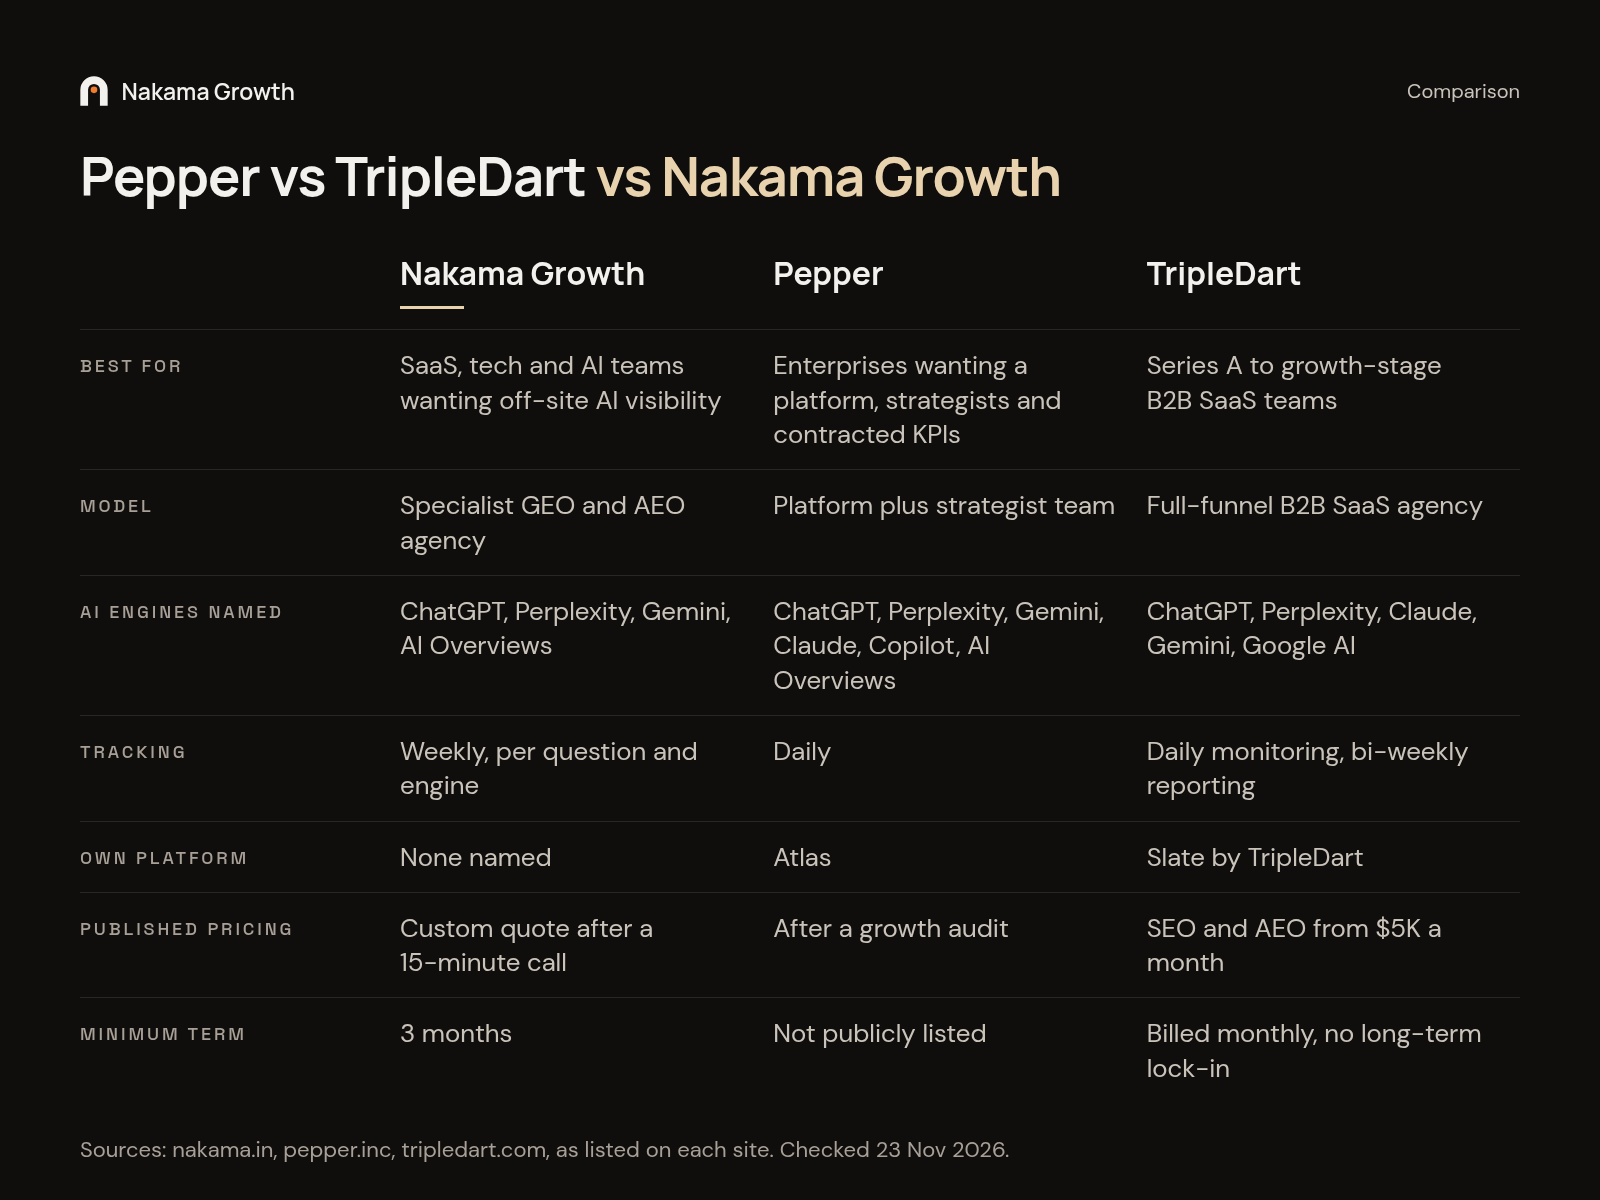 Nakama Growth
Comparison
Pepper vs TripleDart vs Nakama Growth
Nakama Growth
Pepper
TripleDart
BEST FOR
SaaS, tech and AI teams
wanting off-site AI visibility
Enterprises wanting a
platform, strategists and
contracted KPIs
Series A to growth-stage
B2B SaaS teams
MODEL
Specialist GEO and AEO
agency
Platform plus strategist team
Full-funnel B2B SaaS agency
AI ENGINES NAMED
ChatGPT, Perplexity, Gemini,
AI Overviews
ChatGPT, Perplexity, Gemini,
Claude, Copilot, AI
Overviews
ChatGPT, Perplexity, Claude,
Gemini, Google AI
TRACKING
Weekly, per question and
engine
Daily
Daily monitoring, bi-weekly
reporting
OWN PLATFORM
None named
Atlas
Slate by TripleDart
PUBLISHED PRICING
Custom quote after a
15-minute call
After a growth audit
SEO and AEO from $5K a
month
MINIMUM TERM
3 months
Not publicly listed
Billed monthly, no long-term
lock-in
Sources: nakama.in, pepper.inc, tripledart.com, as listed on each site. Checked 23 Nov 2026.